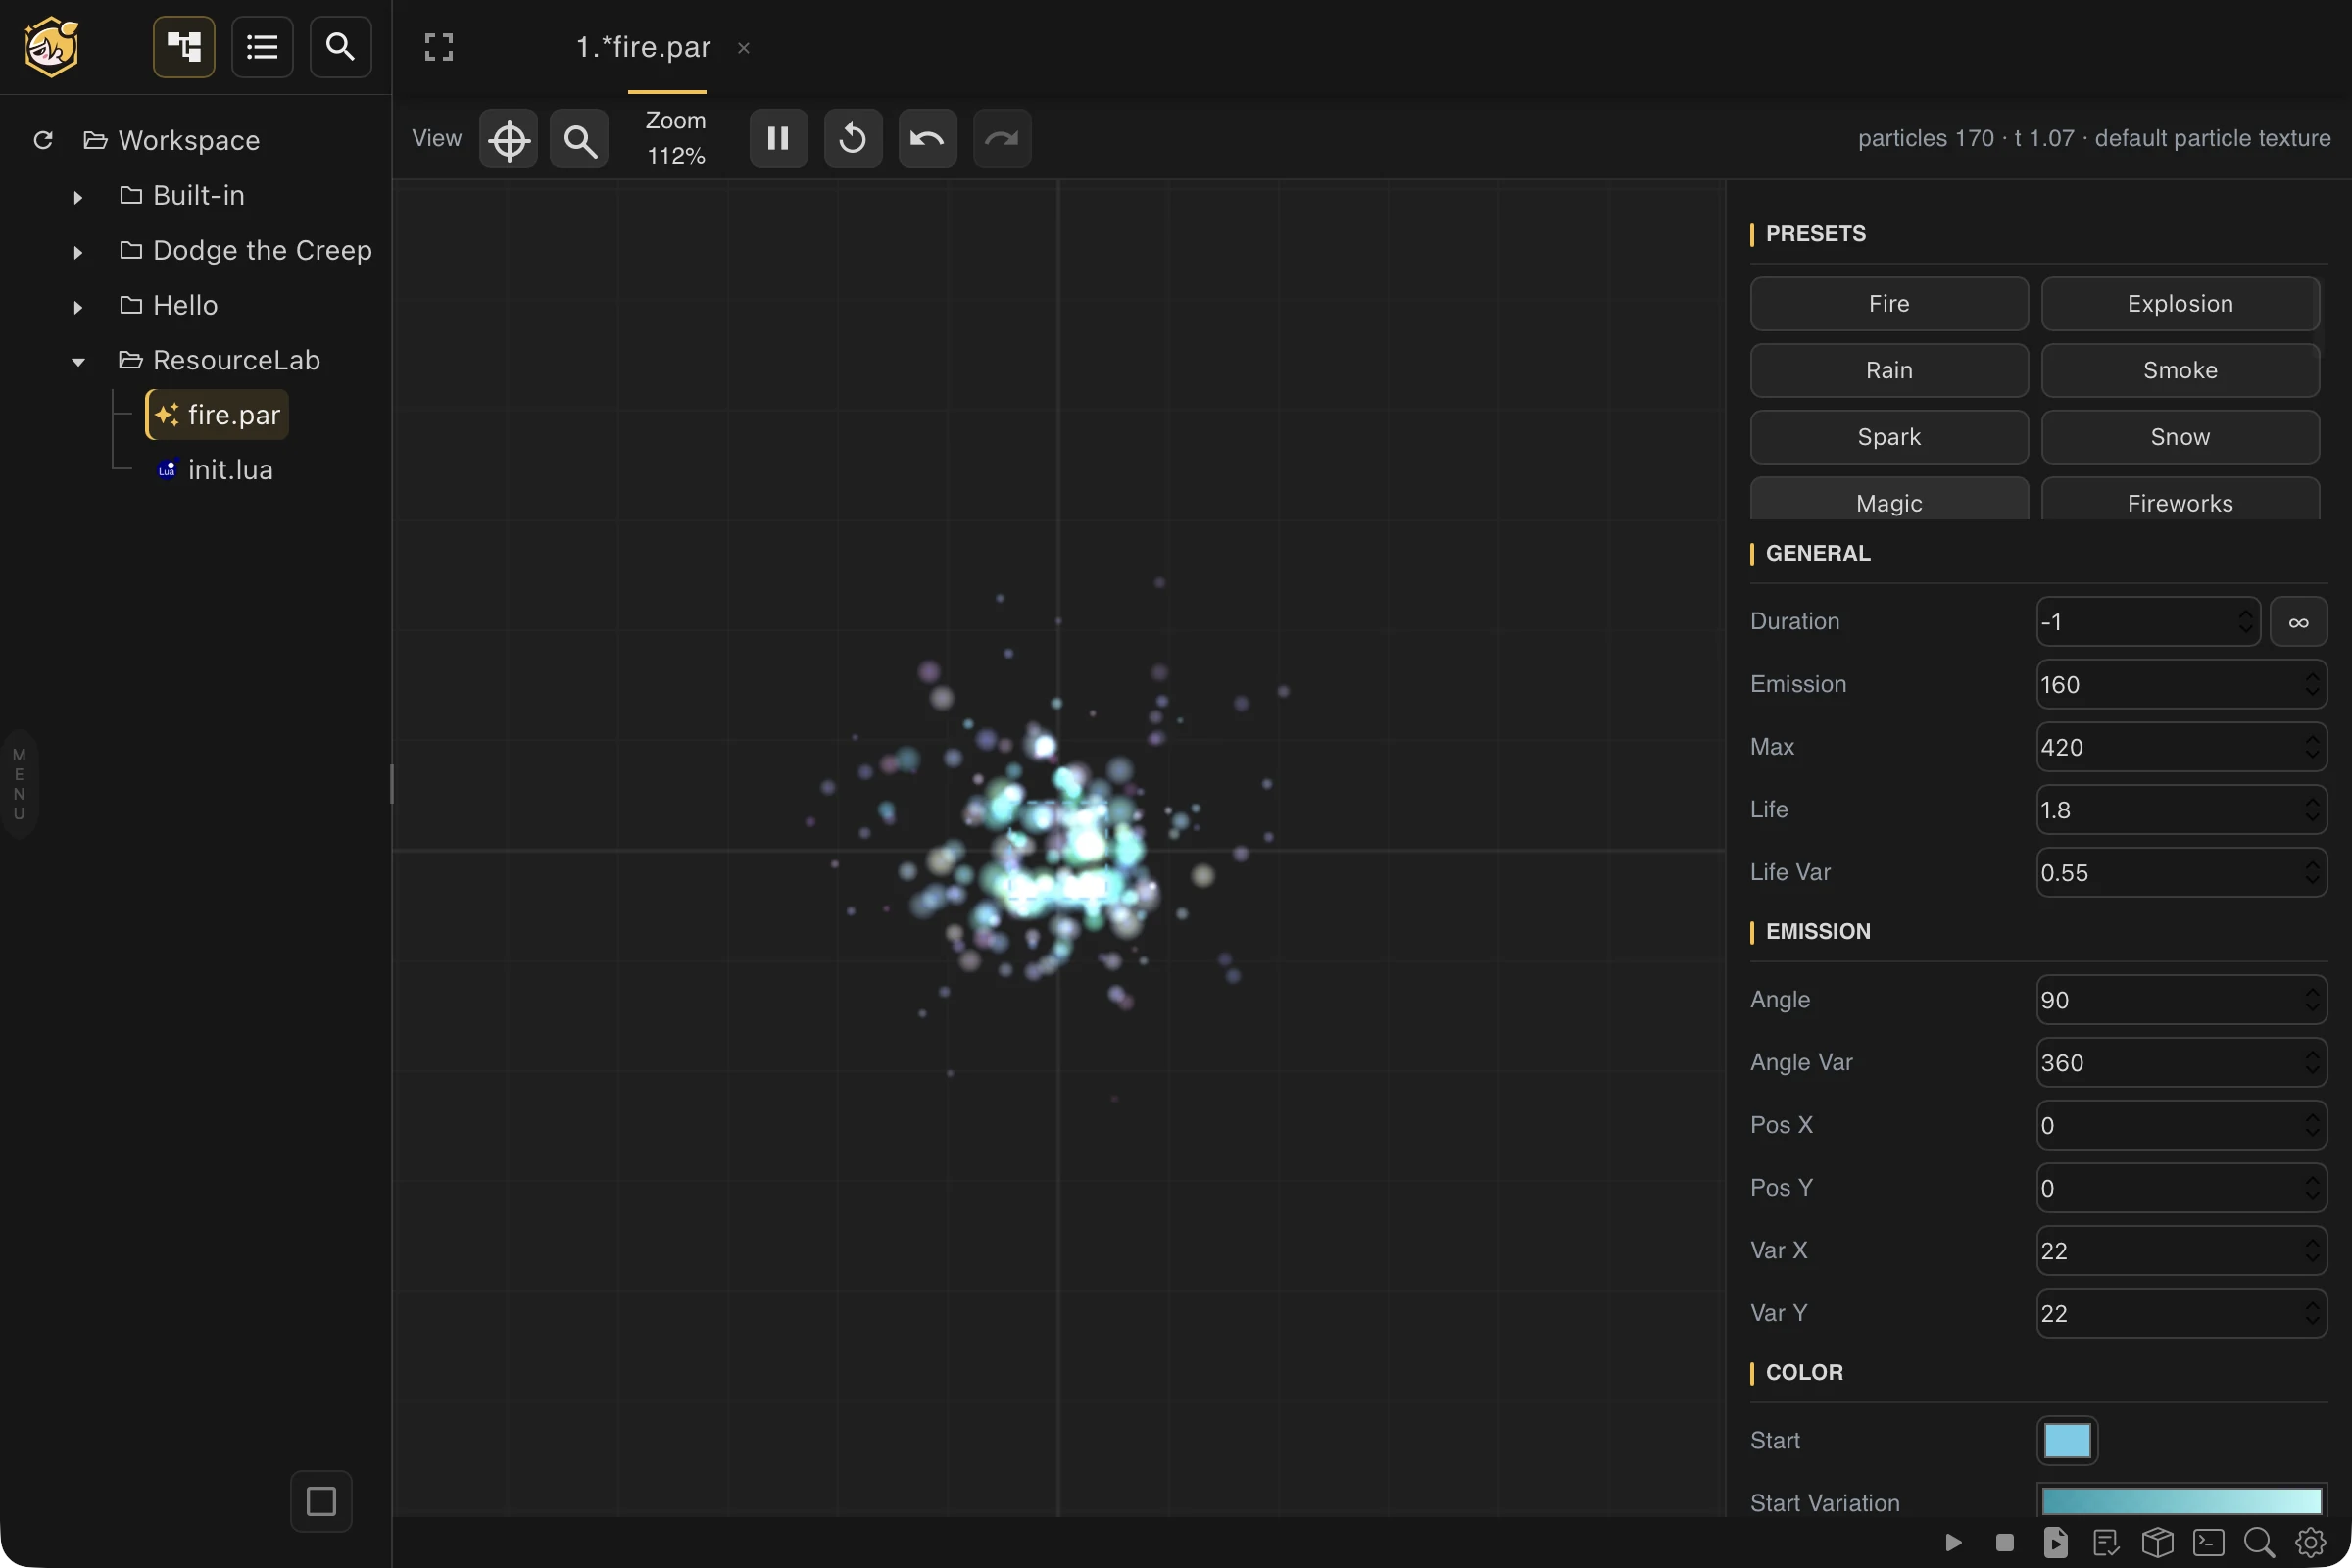 1.*fire.par ×
Workspace
Built-in
Dodge the Creep
Hello
ResourceLab
fire.par
Lua init.lua
MENU
View
Zoom
112%
particles 170 · t 1.07 · default particle texture
PRESETS
Fire Explosion
Rain Smoke
Spark Snow
Magic Fireworks
GENERAL
Duration -1 ∞
Emission 160
Max 420
Life 1.8
Life Var 0.55
EMISSION
Angle 90
Angle Var 360
Pos X 0
Pos Y 0
Var X 22
Var Y 22
COLOR
Start
Start Variation